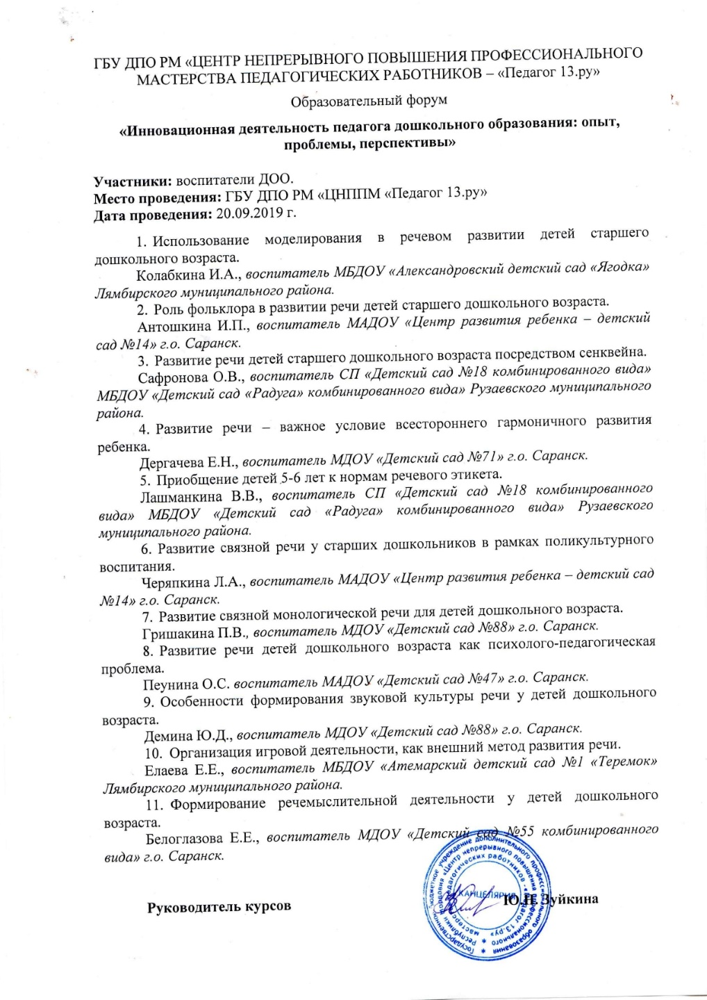 ГБУ ДПО РМ «ЦЕНТР НЕПРЕРЫВНОГО ПОВЫШЕНИЯ ПРОФЕССИОНАЛЬНОГО
МАСТЕРСТВА ПЕДАГОГИЧЕСКИХ РАБОТНИКОВ – «Педагог 13.ру»
Образовательный форум
«Инновационная деятельность педагога дошкольного образования: опыт,
проблемы, перспективы»
Участники: воспитатели ДОО.
Место проведения: ГБУ ДПО РМ «ЦНППМ «Педагог 13.ру»
Дата проведения: 20.09.2019 г.
1. Использование моделирования в речевом развитии детей старшего
дошкольного возраста.
Колабкина И.А., воспитатель МБДОУ «Александровский детский сад «Ягодка»
Лямбирского муниципального района.
2. Роль фольклора в развитии речи детей старшего дошкольного возраста.
Антошкина И.П., воспитатель МАДОУ «Центр развития ребенка – детский
сад №14» г.о. Саранск.
3. Развитие речи детей старшего дошкольного возраста посредством сенквейна.
Сафронова О.В., воспитатель СП «Детский сад №18 комбинированного вида»
МБДОУ «Детский сад «Радуга» комбинированного вида» Рузаевского муниципального
района.
4. Развитие речи – важное условие всестороннего гармоничного развития
ребенка.
Дергачева Е.Н., воспитатель МДОУ «Детский сад №71» г.о. Саранск.
5. Приобщение детей 5-6 лет к нормам речевого этикета.
Лашманкина В.В., воспитатель СП «Детский сад №18 комбинированного
вида» МБДОУ «Детский сад «Радуга» комбинированного вида» Рузаевского
муниципального района.
6. Развитие связной речи у старших дошкольников в рамках поликультурного
воспитания.
Черяпкина Л.А., воспитатель МАДОУ «Центр развития ребенка – детский сад
№14» г.о. Саранск.
7. Развитие связной монологической речи для детей дошкольного возраста.
Гришакина П.В., воспитатель МДОУ «Детский сад №88» г.о. Саранск.
8. Развитие речи детей дошкольного возраста как психолого-педагогическая
проблема.
Пеунина О.С. воспитатель МАДОУ «Детский сад №47» г.о. Саранск.
9. Особенности формирования звуковой культуры речи у детей дошкольного
возраста.
Демина Ю.Д., воспитатель МДОУ «Детский сад №88» г.о. Саранск.
10. Организация игровой деятельности, как внешний метод развития речи.
Елаева Е.Е., воспитатель МБДОУ «Атемарский детский сад №1 «Теремок»
Лямбирского муниципального района.
11. Формирование речемыслительной деятельности у детей дошкольного
возраста.
Белоглазова Е.Е., воспитатель МДОУ «Детский сад №55 комбинированного
вида» г.о. Саранск.
Руководитель курсов Ю.Н. Зуйкина
Государственное бюджетное учреждение дополнительного профессионального образования
Республики Мордовия «Центр непрерывного повышения профессионального
мастерства педагогических работников - «Педагог 13.ру»
КАНЦЕЛЯРИЯ